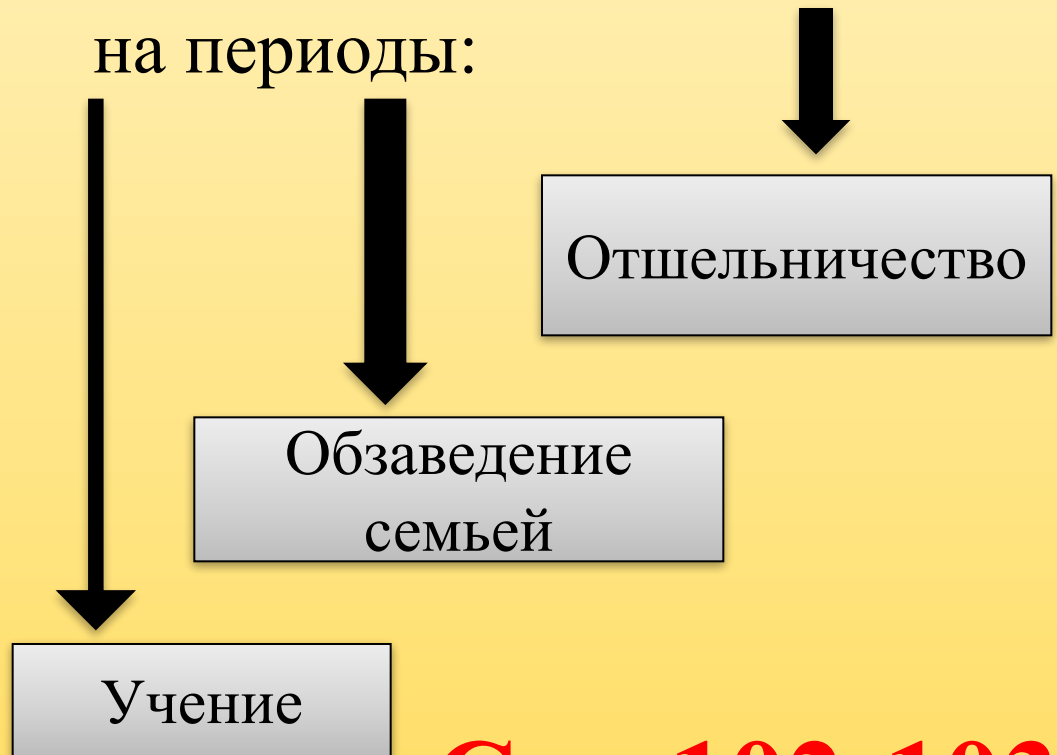 на периоды:
Отшельничество
Обзаведение
семьей
Учение